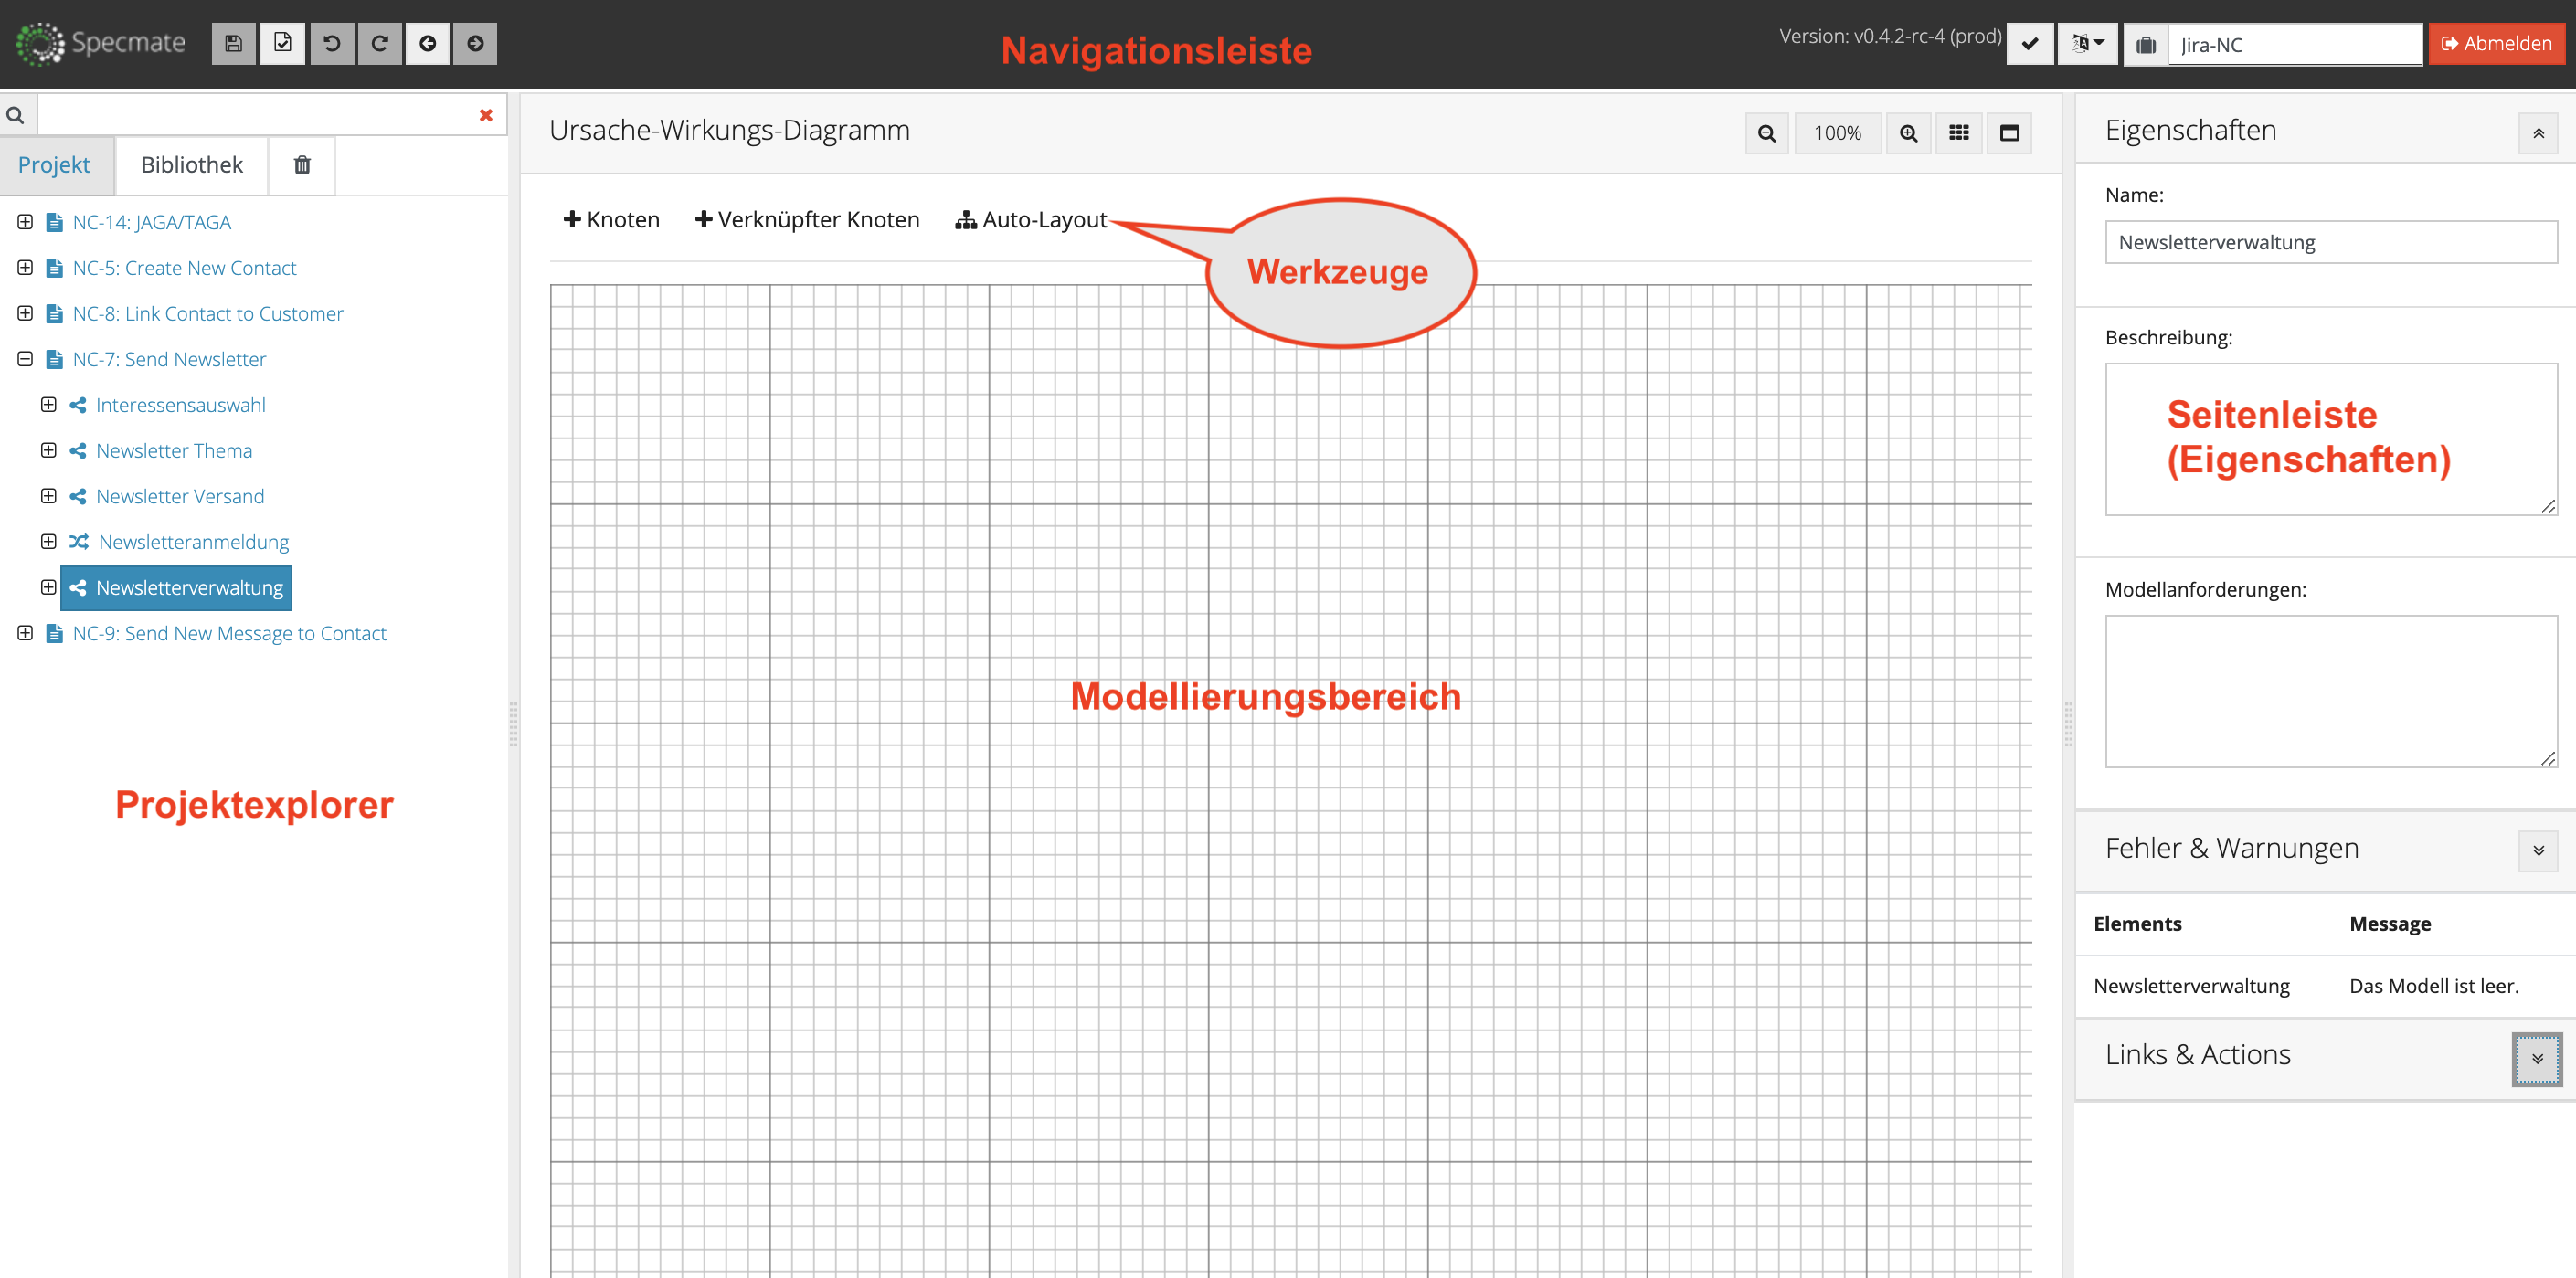 Specmate
Navigationsleiste
Version: v0.4.2-rc-4 (prod)
Jira-NC
Abmelden
Projekt
Bibliothek
NC-14: JAGA/TAGA
NC-5: Create New Contact
NC-8: Link Contact to Customer
NC-7: Send Newsletter
Interessensauswahl
Newsletter Thema
Newsletter Versand
Newsletteranmeldung
Newsletterverwaltung
NC-9: Send New Message to Contact
Projektexplorer
Ursache-Wirkungs-Diagramm
100%
Knoten
Verknüpfter Knoten
Auto-Layout
Werkzeuge
Modellierungsbereich
Eigenschaften
Name:
Newsletterverwaltung
Beschreibung:
Seitenleiste
(Eigenschaften)
Modellanforderungen:
Fehler & Warnungen
Elements Message
Newsletterverwaltung Das Modell ist leer.
Links & Actions